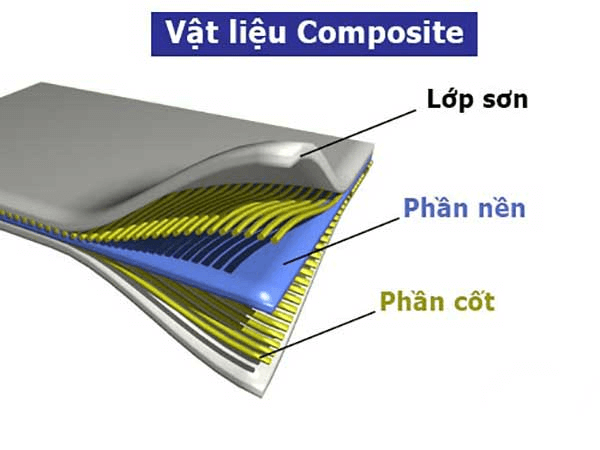 Vật liệu Composite
Lớp sơn
Phần nền
Phần cốt